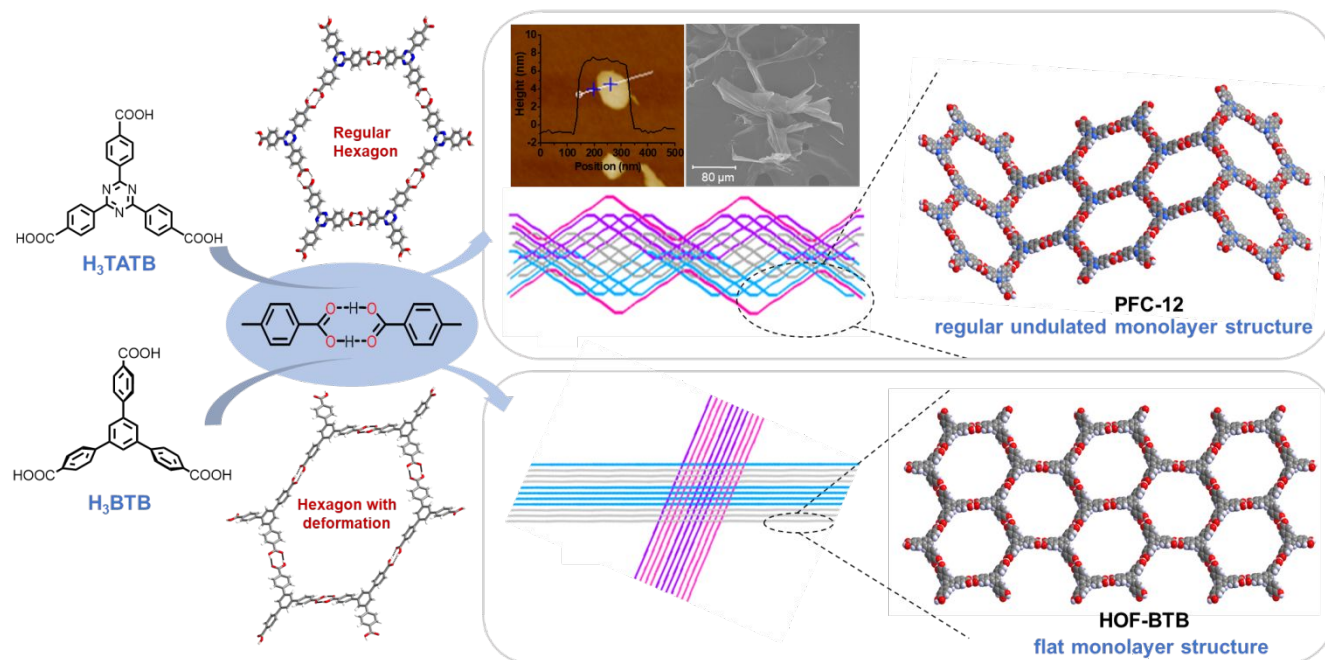 COOH
HOOC
COOH
H₃TATB
Regular
Hexagon
Height (nm)
10
8
6
4
2
0
-2
0 100 200 300 400 500
Position (nm)
80 µm
PFC-12
regular undulated monolayer structure
N
N
N
O--H-O
O-H--O
COOH
HOOC
COOH
H₃BTB
Hexagon with
deformation
HOF-BTB
flat monolayer structure